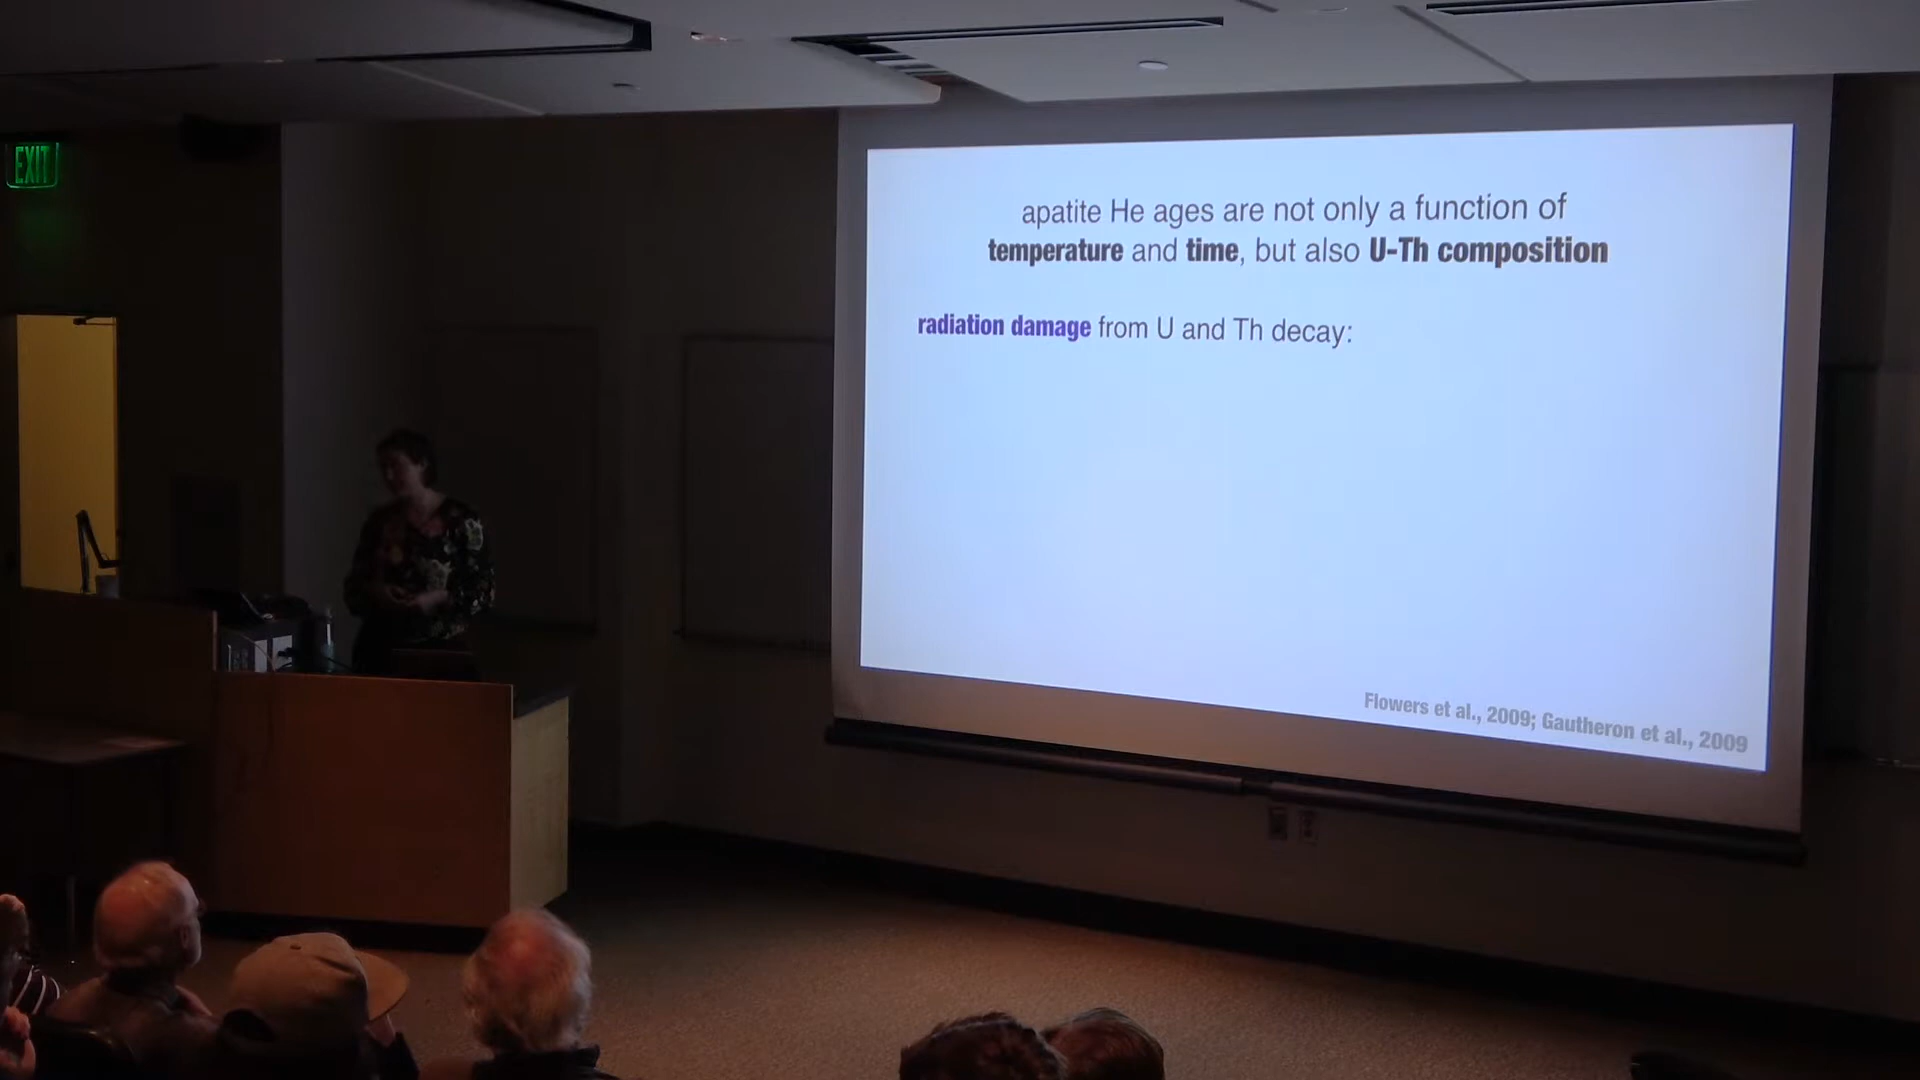 EXIT
apatite He ages are not only a function of
temperature and time, but also U-Th composition
radiation damage from U and Th decay:
Flowers et al., 2009; Gautheron et al., 2009